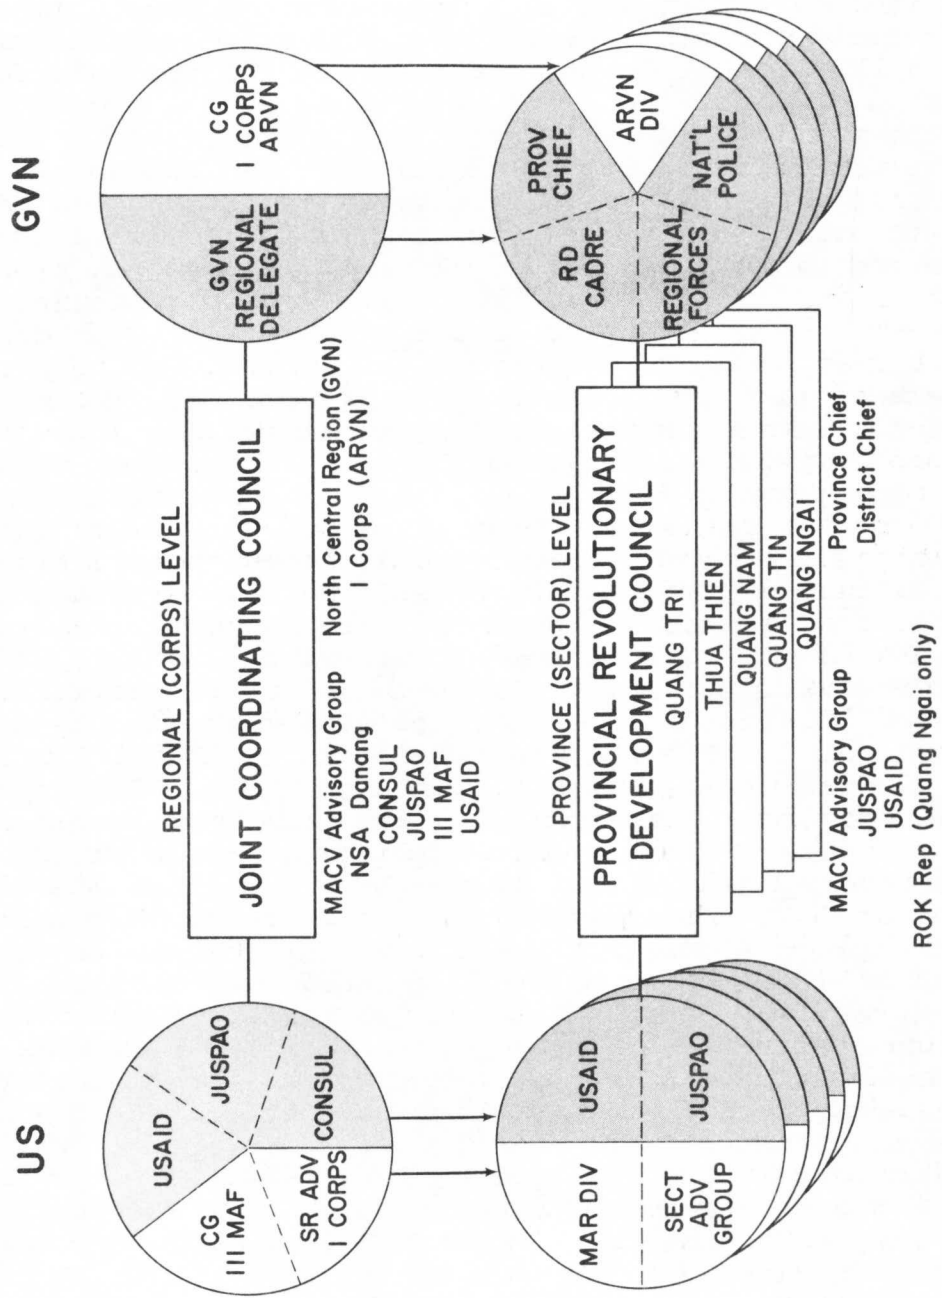 US
GVN
REGIONAL (CORPS) LEVEL
USAID
JUSPAO
CG
III MAF
SR ADV
I CORPS
CONSUL
JOINT COORDINATING COUNCIL
GVN
REGIONAL
DELEGATE
CG
I CORPS
ARVN
MACV Advisory Group
NSA Danang
CONSUL
JUSPAO
III MAF
USAID
North Central Region (GVN)
I Corps (ARVN)
PROVINCE (SECTOR) LEVEL
MAR DIV
USAID
SECT
ADV
GROUP
JUSPAO
PROVINCIAL REVOLUTIONARY
DEVELOPMENT COUNCIL
QUANG TRI
THUA THIEN
QUANG NAM
QUANG TIN
QUANG NGAI
RD
CADRE
PROV
CHIEF
ARVN
DIV
REGIONAL
FORCES
NAT'L
POLICE
MACV Advisory Group
JUSPAO
USAID
ROK Rep (Quang Ngai only)
Province Chief
District Chief